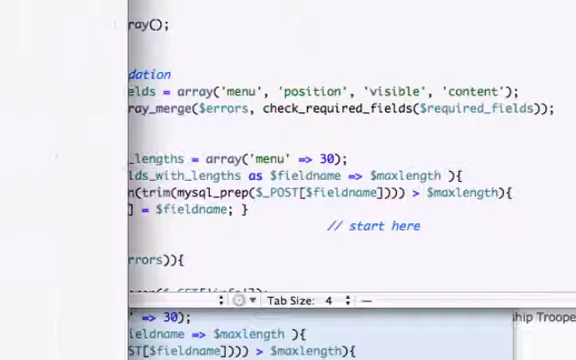 ray();
dation
elds = array('menu', 'position', 'visible', 'content');
ray_merge($errors, check_required_fields($required_fields));
_lengths = array('menu' => 30);
lds_with_lengths as $fieldname => $maxlength ){
n(trim(mysql_prep($_POST[$fieldname]))) > $maxlength){
] = $fieldname; }
// start here
rrors)){
Tab Size: 4
' => 30);
ieldname => $maxlength ){
ST[$fieldname]))) > $maxlength){
ship Troope